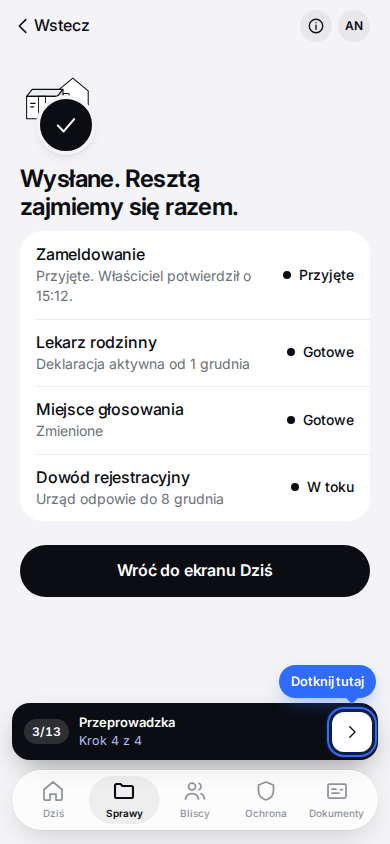 Wstecz
AN
Wysłane. Resztą
zajmiemy się razem.
Zameldowanie
Przyjęte. Właściciel potwierdził o
15:12.
Przyjęte
Lekarz rodzinny
Deklaracja aktywna od 1 grudnia
Gotowe
Miejsce głosowania
Zmienione
Gotowe
Dowód rejestracyjny
Urząd odpowie do 8 grudnia
W toku
Wróć do ekranu Dziś
Dotknij tutaj
3/13
Przeprowadzka
Krok 4 z 4
Dziś
Sprawy
Bliscy
Ochrona
Dokumenty